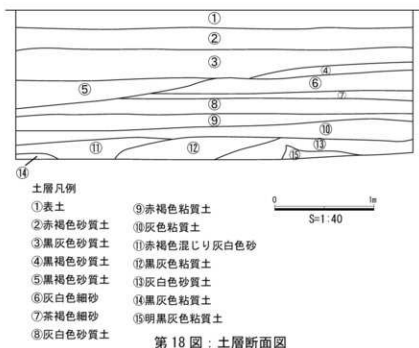 ①
②
③
④
⑤
⑥
⑦
⑧
⑨
⑩
⑪
⑫
⑬
⑭
⑮
土層凡例
①表土
②赤褐色砂質土
③黒灰色砂質土
④黒褐色砂質土
⑤黒褐色砂質土
⑥灰白色細砂
⑦茶褐色細砂
⑧灰白色砂質土
⑨赤褐色粘質土
⑩灰色粘質土
⑪赤褐色混じり灰白色砂
⑫黒灰色粘質土
⑬灰白色砂質土
⑭黒灰色粘質土
⑮明黒灰色粘質土
0 1m
S=1:40
第18図：土層断面図